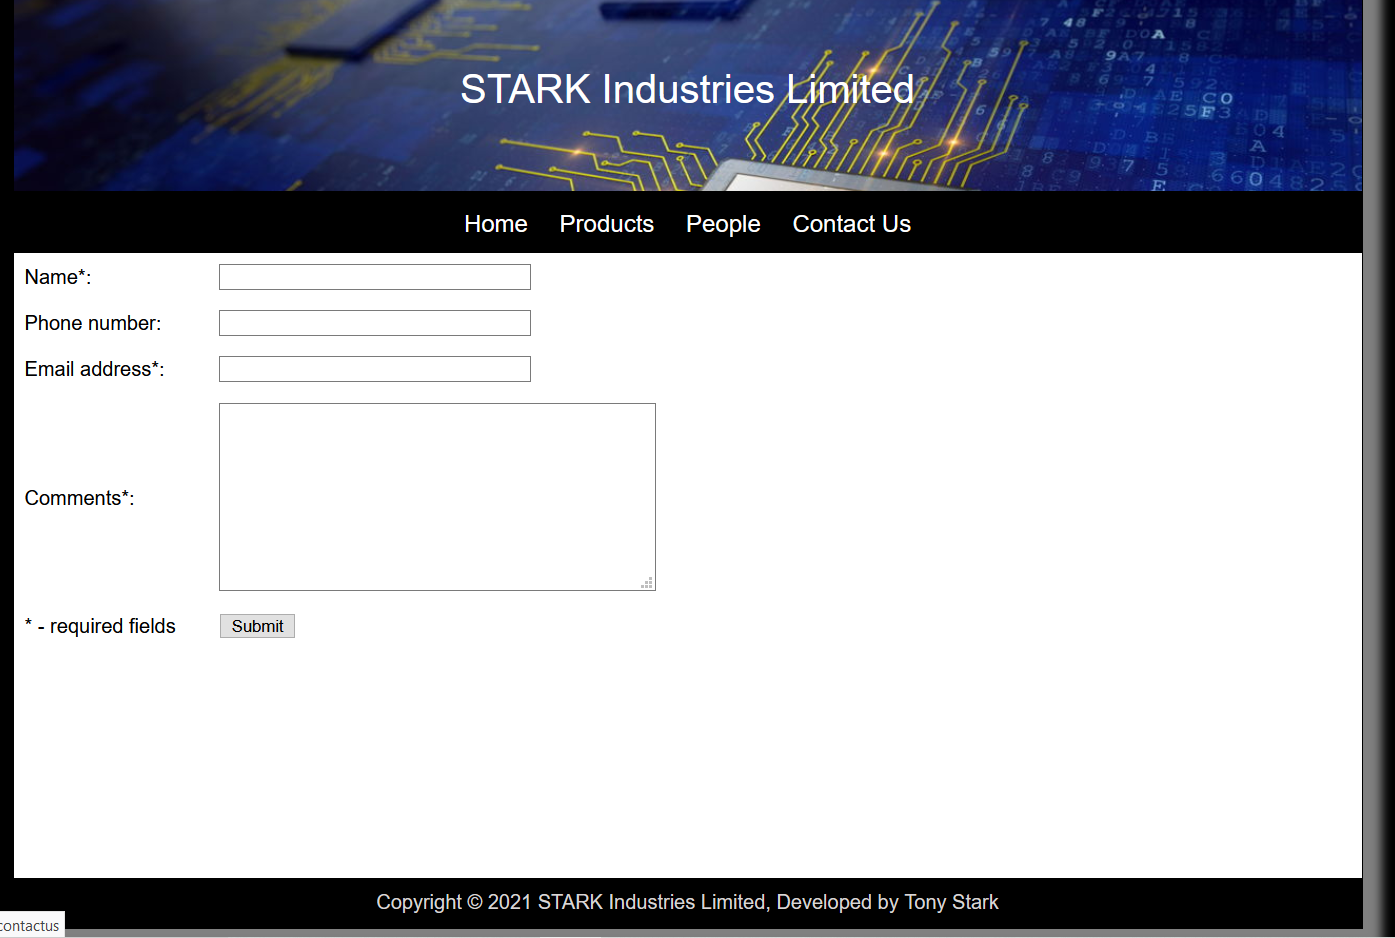 STARK Industries Limited
Home Products People Contact Us
Name*:
Phone number:
Email address*:
Comments*:
* - required fields Submit
Copyright © 2021 STARK Industries Limited, Developed by Tony Stark
contactus